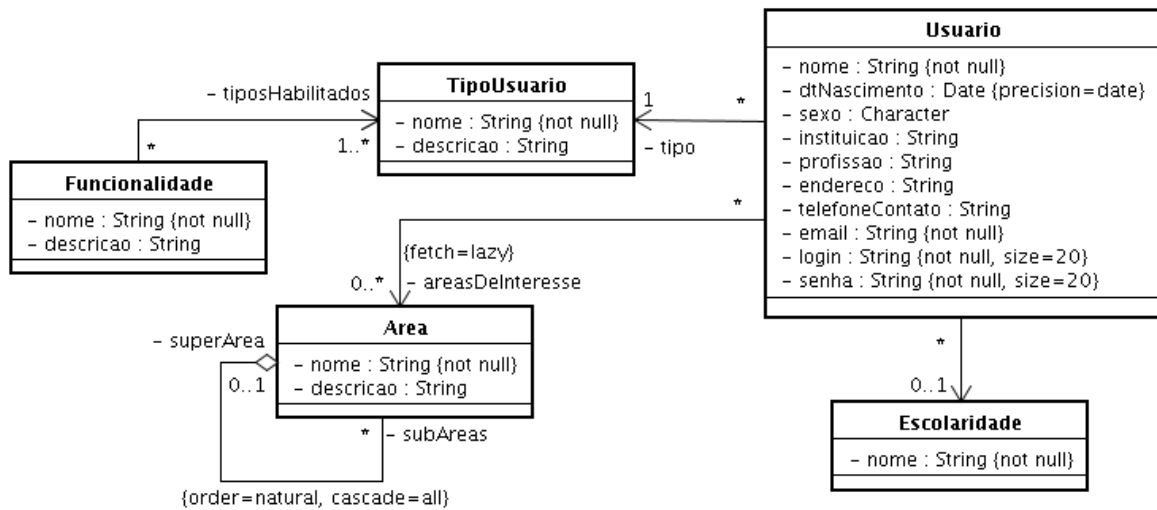 Usuario
– nome : String {not null}
– dtNascimento : Date {precision=date}
– sexo : Character
– instituicao : String
– profissao : String
– endereco : String
– telefoneContato : String
– email : String {not null}
– login : String {not null, size=20}
– senha : String {not null, size=20}
TipoUsuario
– nome : String {not null}
– descricao : String
– tiposHabilitados
1..*
*
1
*
– tipo
Funcionalidade
– nome : String {not null}
– descricao : String
*
{fetch=lazy}
0..*
– areasDeInteresse
Area
– nome : String {not null}
– descricao : String
– superArea
0..1
*
– subAreas
{order=natural, cascade=all}
*
0..1
Escolaridade
– nome : String {not null}